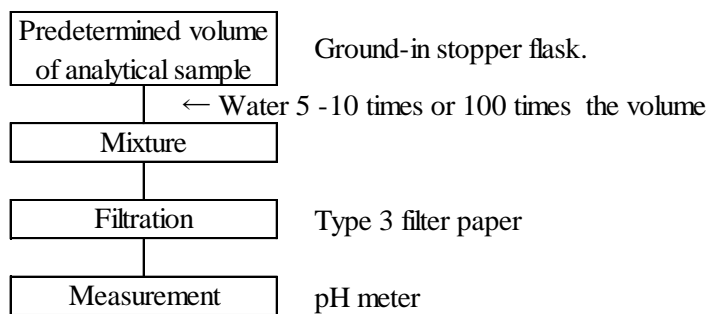 Predetermined volume
of analytical sample
Ground-in stopper flask.
← Water 5 -10 times or 100 times the volume
Mixture
Filtration
Type 3 filter paper
Measurement
pH meter